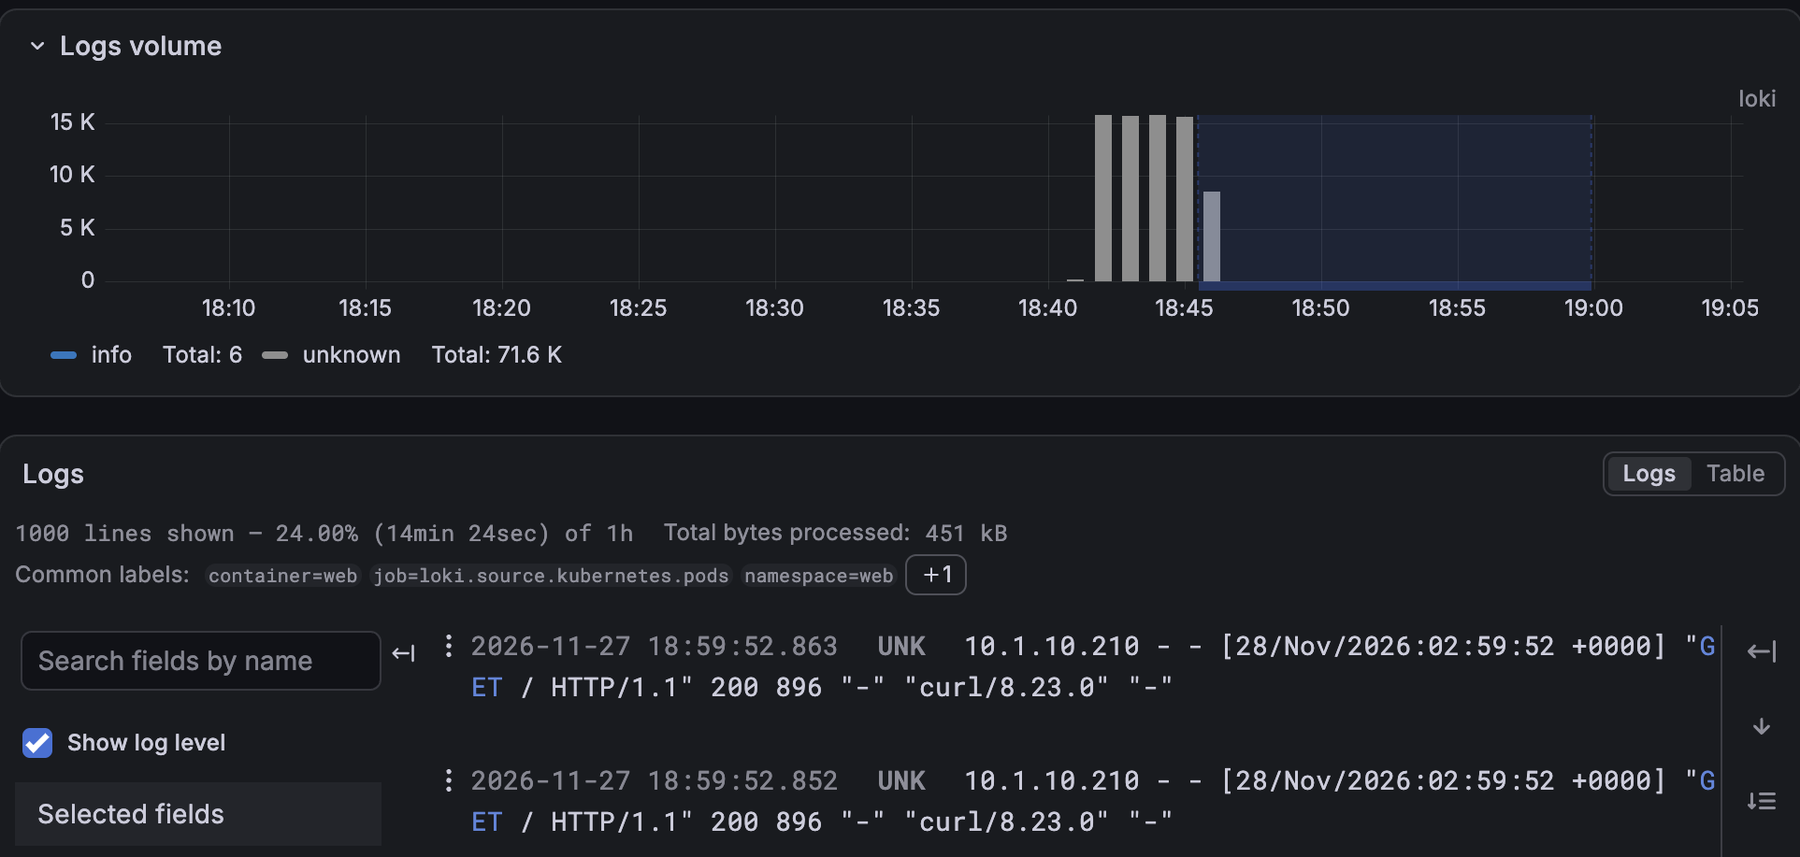 Logs volume
loki
15 K
10 K
5 K
0
18:10 18:15 18:20 18:25 18:30 18:35 18:40 18:45 18:50 18:55 19:00 19:05
info Total: 6 unknown Total: 71.6 K
Logs
Logs Table
1000 lines shown — 24.00% (14min 24sec) of 1h Total bytes processed: 451 kB
Common labels: container=web job=loki.source.kubernetes.pods namespace=web +1
Search fields by name
2026-11-27 18:59:52.863 UNK 10.1.10.210 - - [28/Nov/2026:02:59:52 +0000] "G
ET / HTTP/1.1" 200 896 "-" "curl/8.23.0" "-"
Show log level
2026-11-27 18:59:52.852 UNK 10.1.10.210 - - [28/Nov/2026:02:59:52 +0000] "G
ET / HTTP/1.1" 200 896 "-" "curl/8.23.0" "-"
Selected fields